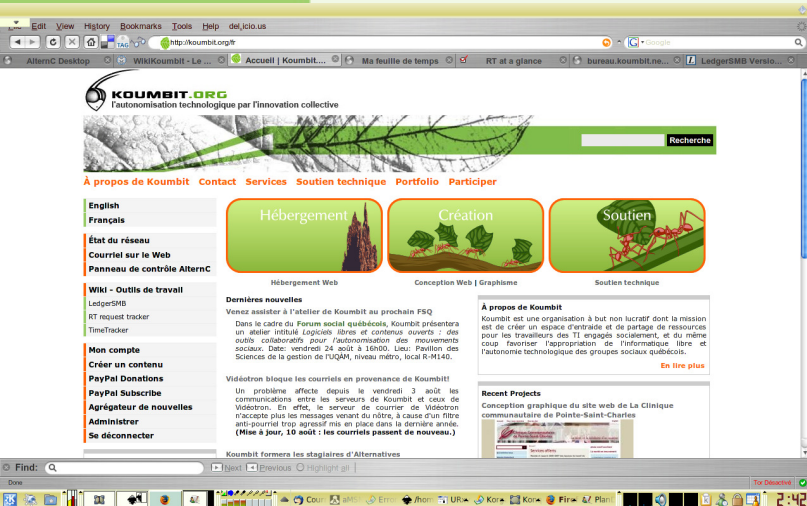 Edit View History Bookmarks Tools Help del.icio.us
TAG http://koumbit.org/fr G Google
AlternC Desktop WikiKoumbit - Le ... Accueil | Koumbit.... Ma feuille de temps RT at a glance bureau.koumbit.ne... LedgerSMB Versio...
KOUMBIT.ORG
l'autonomisation technologique par l'innovation collective
Recherche
À propos de Koumbit Contact Services Soutien technique Portfolio Participer
English
Français
État du réseau
Courriel sur le Web
Panneau de contrôle AlternC
Wiki - Outils de travail
LedgerSMB
RT request tracker
TimeTracker
Mon compte
Créer un contenu
PayPal Donations
PayPal Subscribe
Agrégateur de nouvelles
Administrer
Se déconnecter
Hébergement Création Soutien
Hébergement Web Conception Web | Graphisme Soutien technique
Dernières nouvelles
Venez assister à l'atelier de Koumbit au prochain FSQ
Dans le cadre du Forum social québécois, Koumbit présentera
un atelier intitulé Logiciels libres et contenus ouverts : des
outils collaboratifs pour l'autonomisation des mouvements
sociaux. Date: vendredi 24 août à 16h00. Lieu: Pavillon des
Sciences de la gestion de l'UQÀM, niveau métro, local R-M140.
Vidéotron bloque les courriels en provenance de Koumbit!
Un problème affecte depuis le vendredi 3 août les
communications entre les serveurs de Koumbit et ceux de
Vidéotron. En effet, le serveur de courrier de Vidéotron
n'accepte plus les messages venant du nôtre, à cause d'un filtre
anti-pourriel trop agressif mis en place dans la dernière année.
(Mise à jour, 10 août : les courriels passent de nouveau.)
Koumbit formera les stagiaires d'Alternatives
À propos de Koumbit
Koumbit est une organisation à but non lucratif dont la mission
est de créer un espace d'entraide et de partage de ressources
pour les travailleurs des TI engagés socialement, et du même
coup favoriser l'appropriation de l'informatique libre et
l'autonomie technologique des groupes sociaux québécois.
En lire plus
Recent Projects
Conception graphique du site web de La Clinique
communautaire de Pointe-Saint-Charles
Find: Next Previous Highlight all
Done Tor Désactivé
Cour aMS Erro /hom UR Kor Kor Fire Plan 2:42